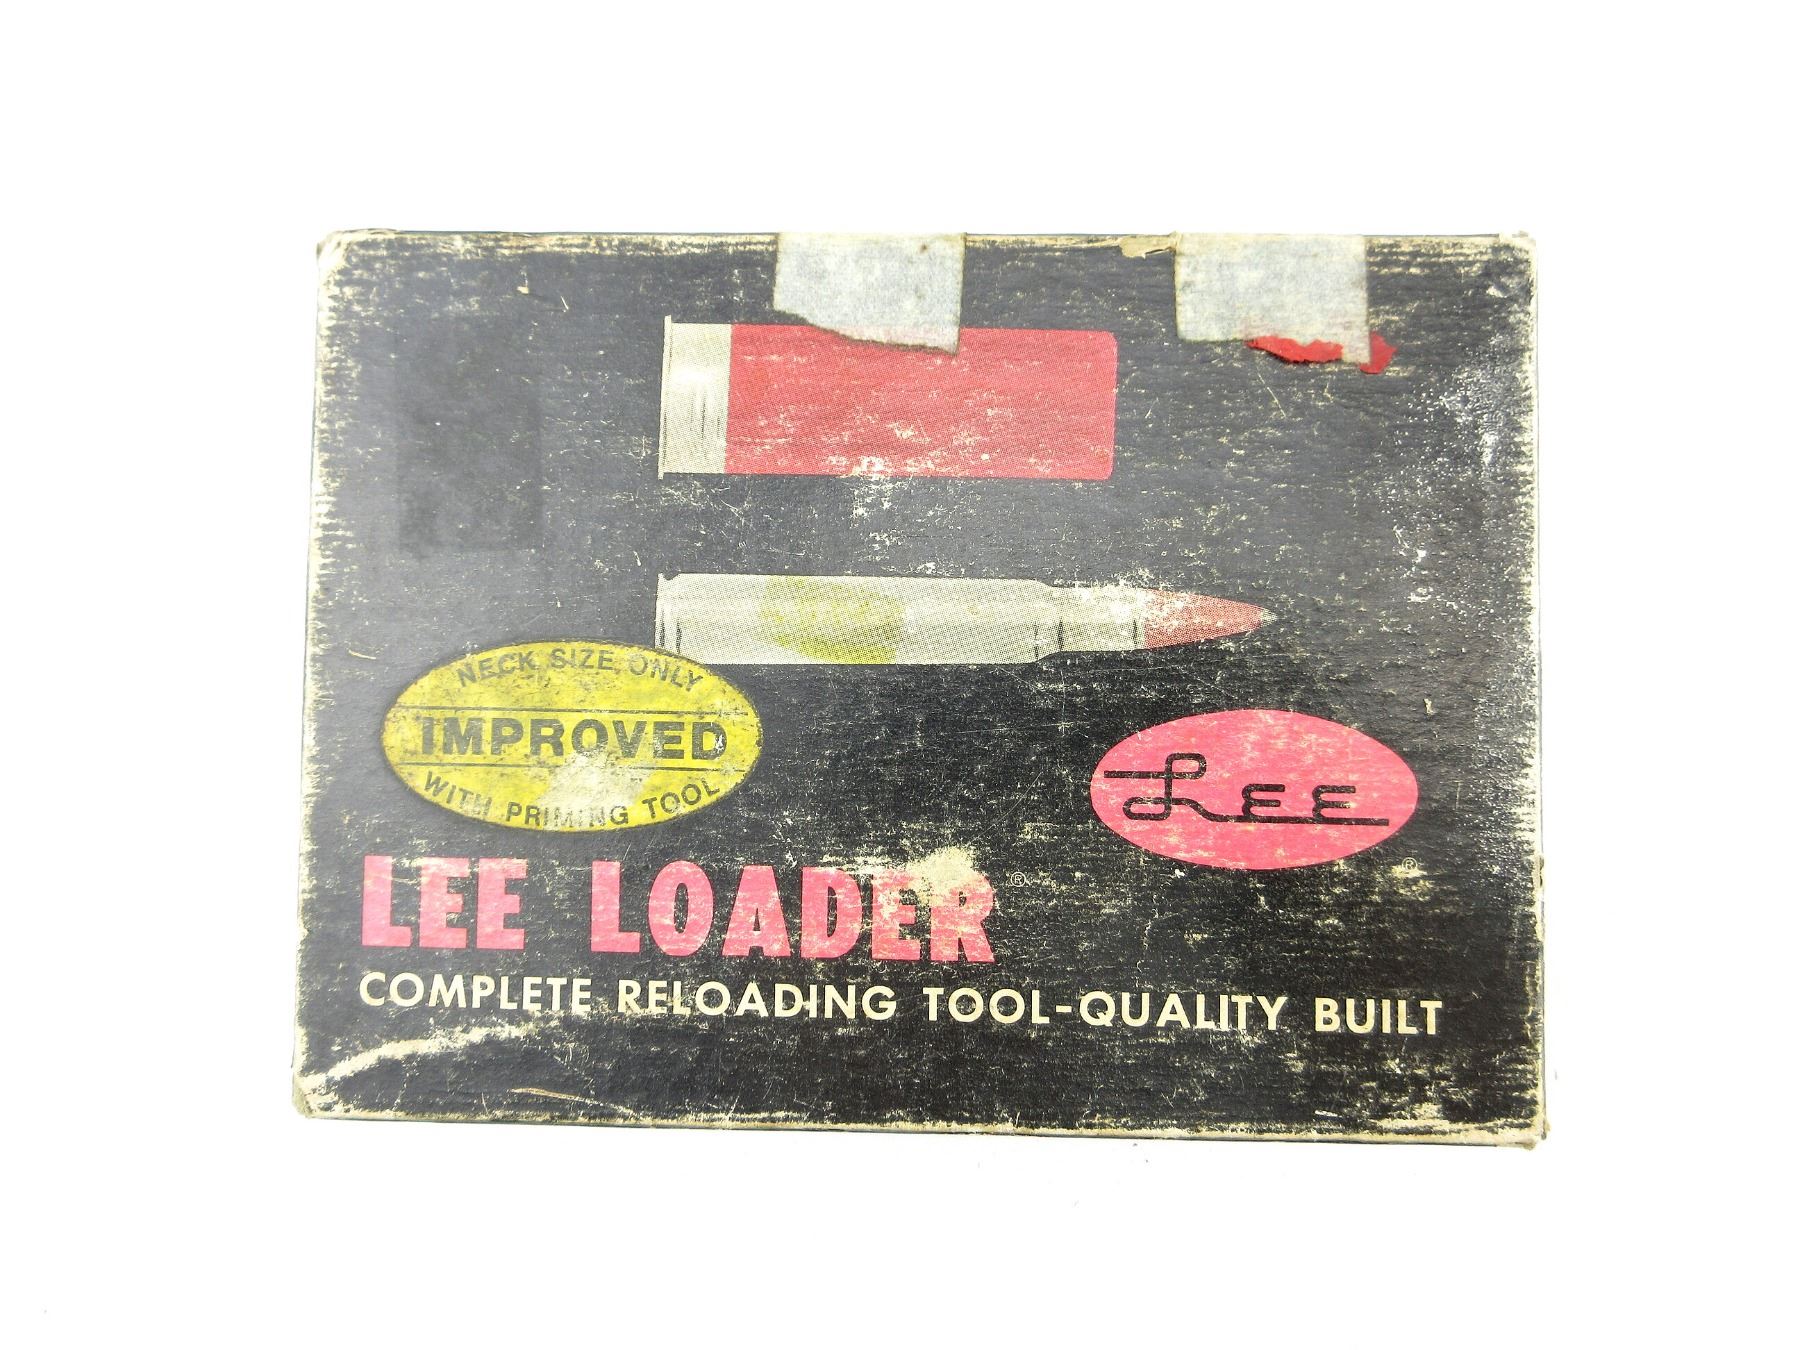 NECK SIZE ONLY
IMPROVED
WITH PRIMING TOOL
LEE
®
LEE LOADER®
COMPLETE RELOADING TOOL-QUALITY BUILT